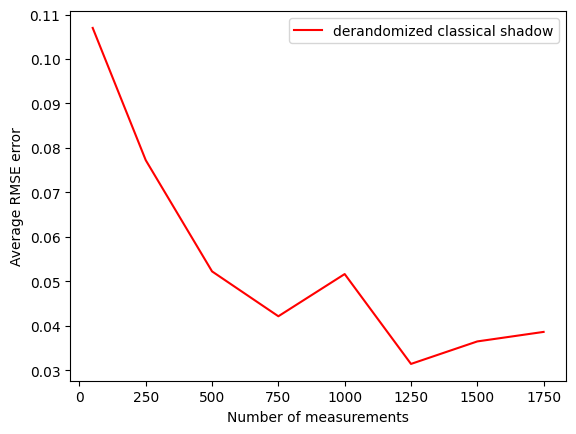 derandomized classical shadow
0.11
0.10
0.09
0.08
0.07
0.06
0.05
0.04
0.03
Average RMSE error
0 250 500 750 1000 1250 1500 1750
Number of measurements